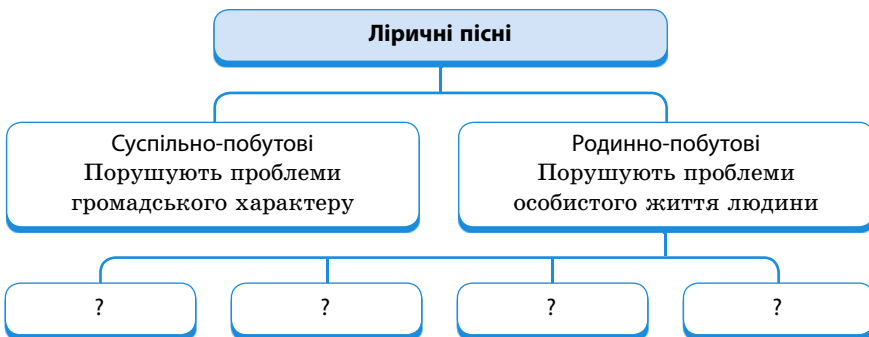 Ліричні пісні
Суспільно-побутові
Порушують проблеми
громадського характеру
Родинно-побутові
Порушують проблеми
особистого життя людини
?
?
?
?